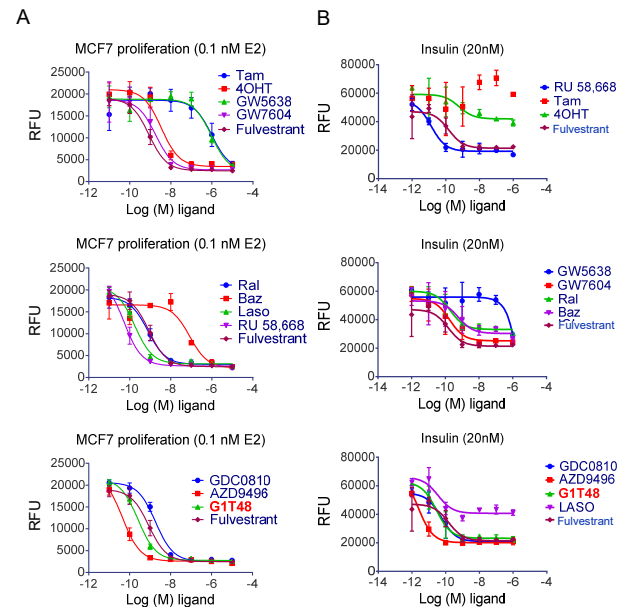 A
B
MCF7 proliferation (0.1 nM E2)
25000
20000
15000
10000
5000
0
RFU
Tam
4OHT
GW5638
GW7604
Fulvestrant
-12
-10
-8
-6
-4
Log (M) ligand
Insulin (20nM)
80000
60000
40000
20000
0
RFU
RU 58,668
Tam
4OHT
Fulvestrant
-14
-12
-10
-8
-6
-4
Log (M) ligand
MCF7 proliferation (0.1 nM E2)
25000
20000
15000
10000
5000
0
RFU
Ral
Baz
Laso
RU 58,668
Fulvestrant
-12
-10
-8
-6
-4
Log (M) ligand
Insulin (20nM)
80000
60000
40000
20000
0
RFU
GW5638
GW7604
Ral
Baz
Fulvestrant
-14
-12
-10
-8
-6
-4
Log (M) ligand
MCF7 proliferation (0.1 nM E2)
25000
20000
15000
10000
5000
0
RFU
GDC0810
AZD9496
G1T48
Fulvestrant
-12
-10
-8
-6
-4
Log (M) ligand
Insulin (20nM)
80000
60000
40000
20000
0
RFU
GDC0810
AZD9496
G1T48
LASO
Fulvestrant
-14
-12
-10
-8
-6
-4
Log (M) ligand